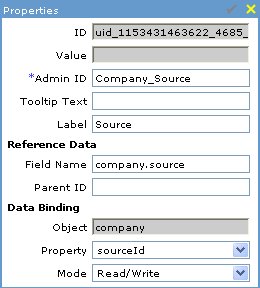 Properties
ID uid_1153431463622_4685_
Value
*Admin ID Company_Source
Tooltip Text
Label Source
Reference Data
Field Name company.source
Parent ID
Data Binding
Object company
Property sourceId
Mode Read/Write